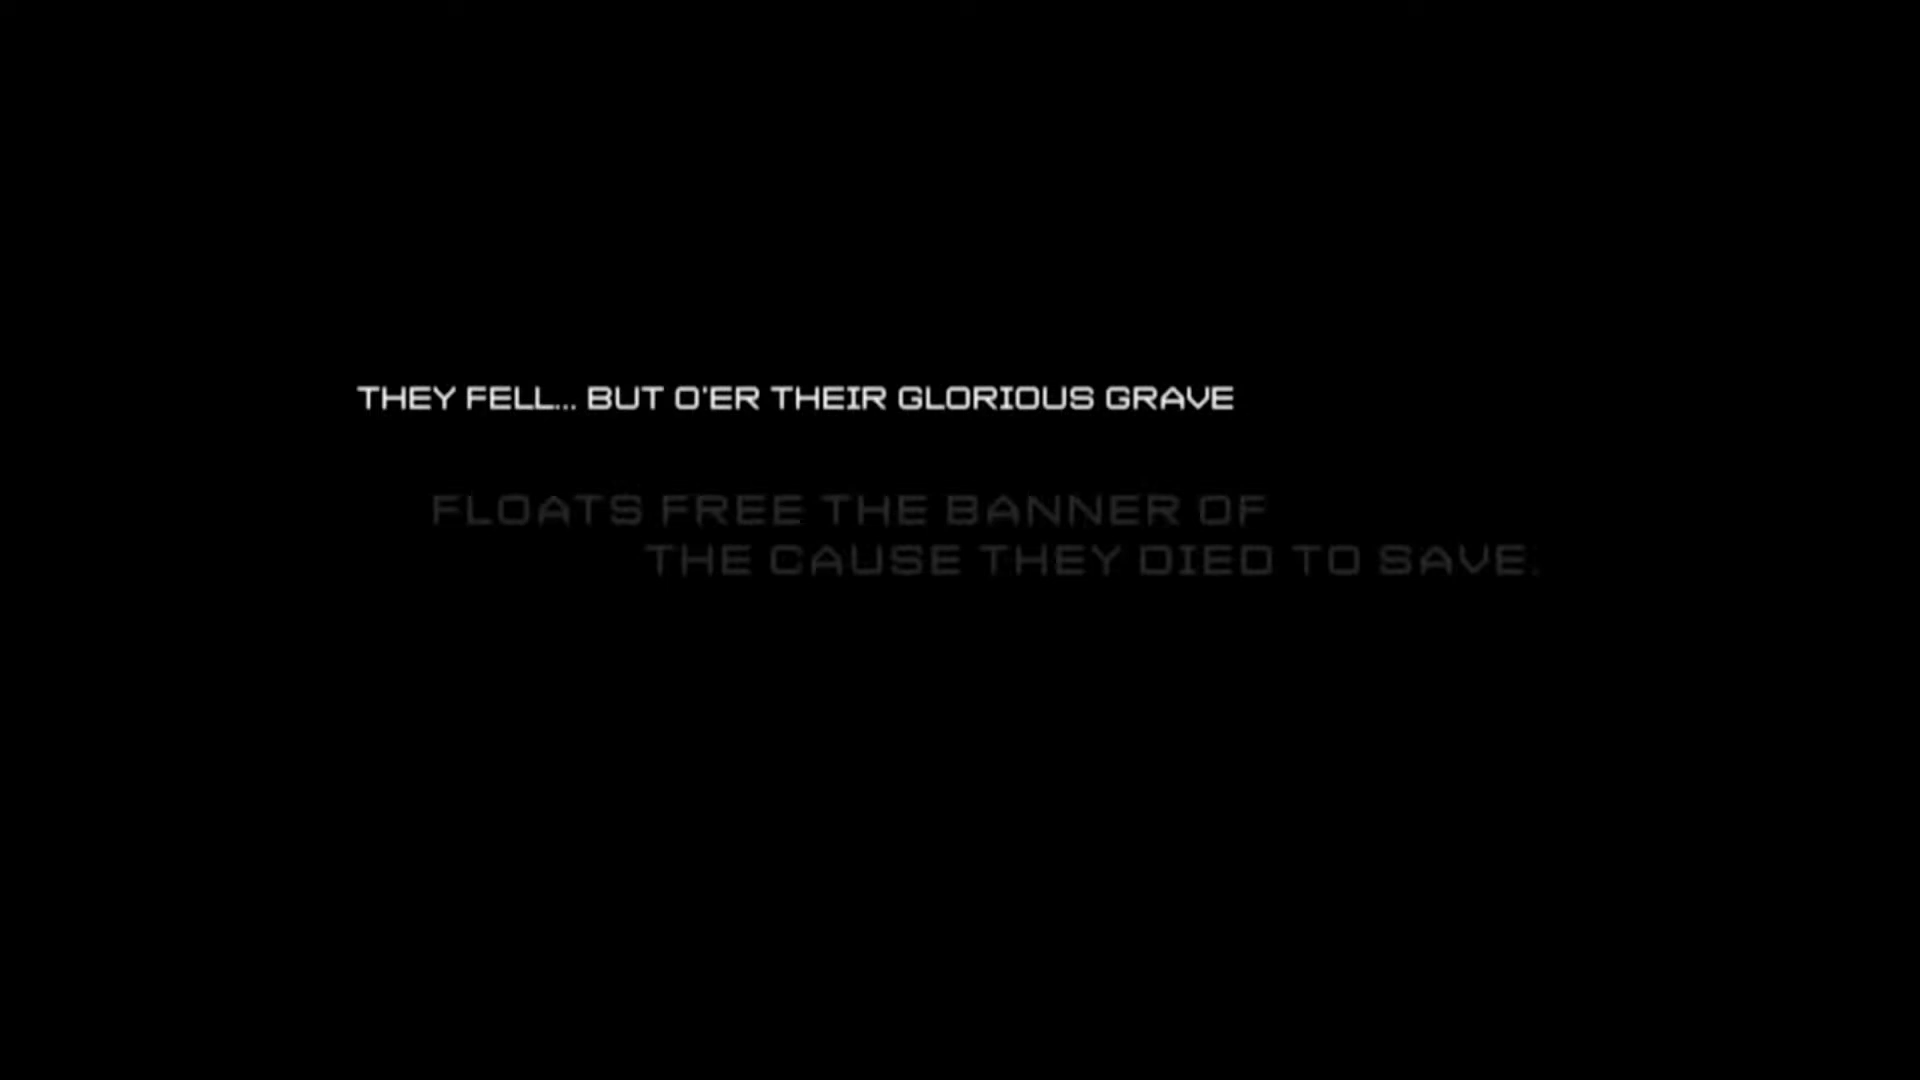 THEY FELL... BUT O'ER THEIR GLORIOUS GRAVE
FLOATS FREE THE BANNER OF
THE CAUSE THEY DIED TO SAVE.